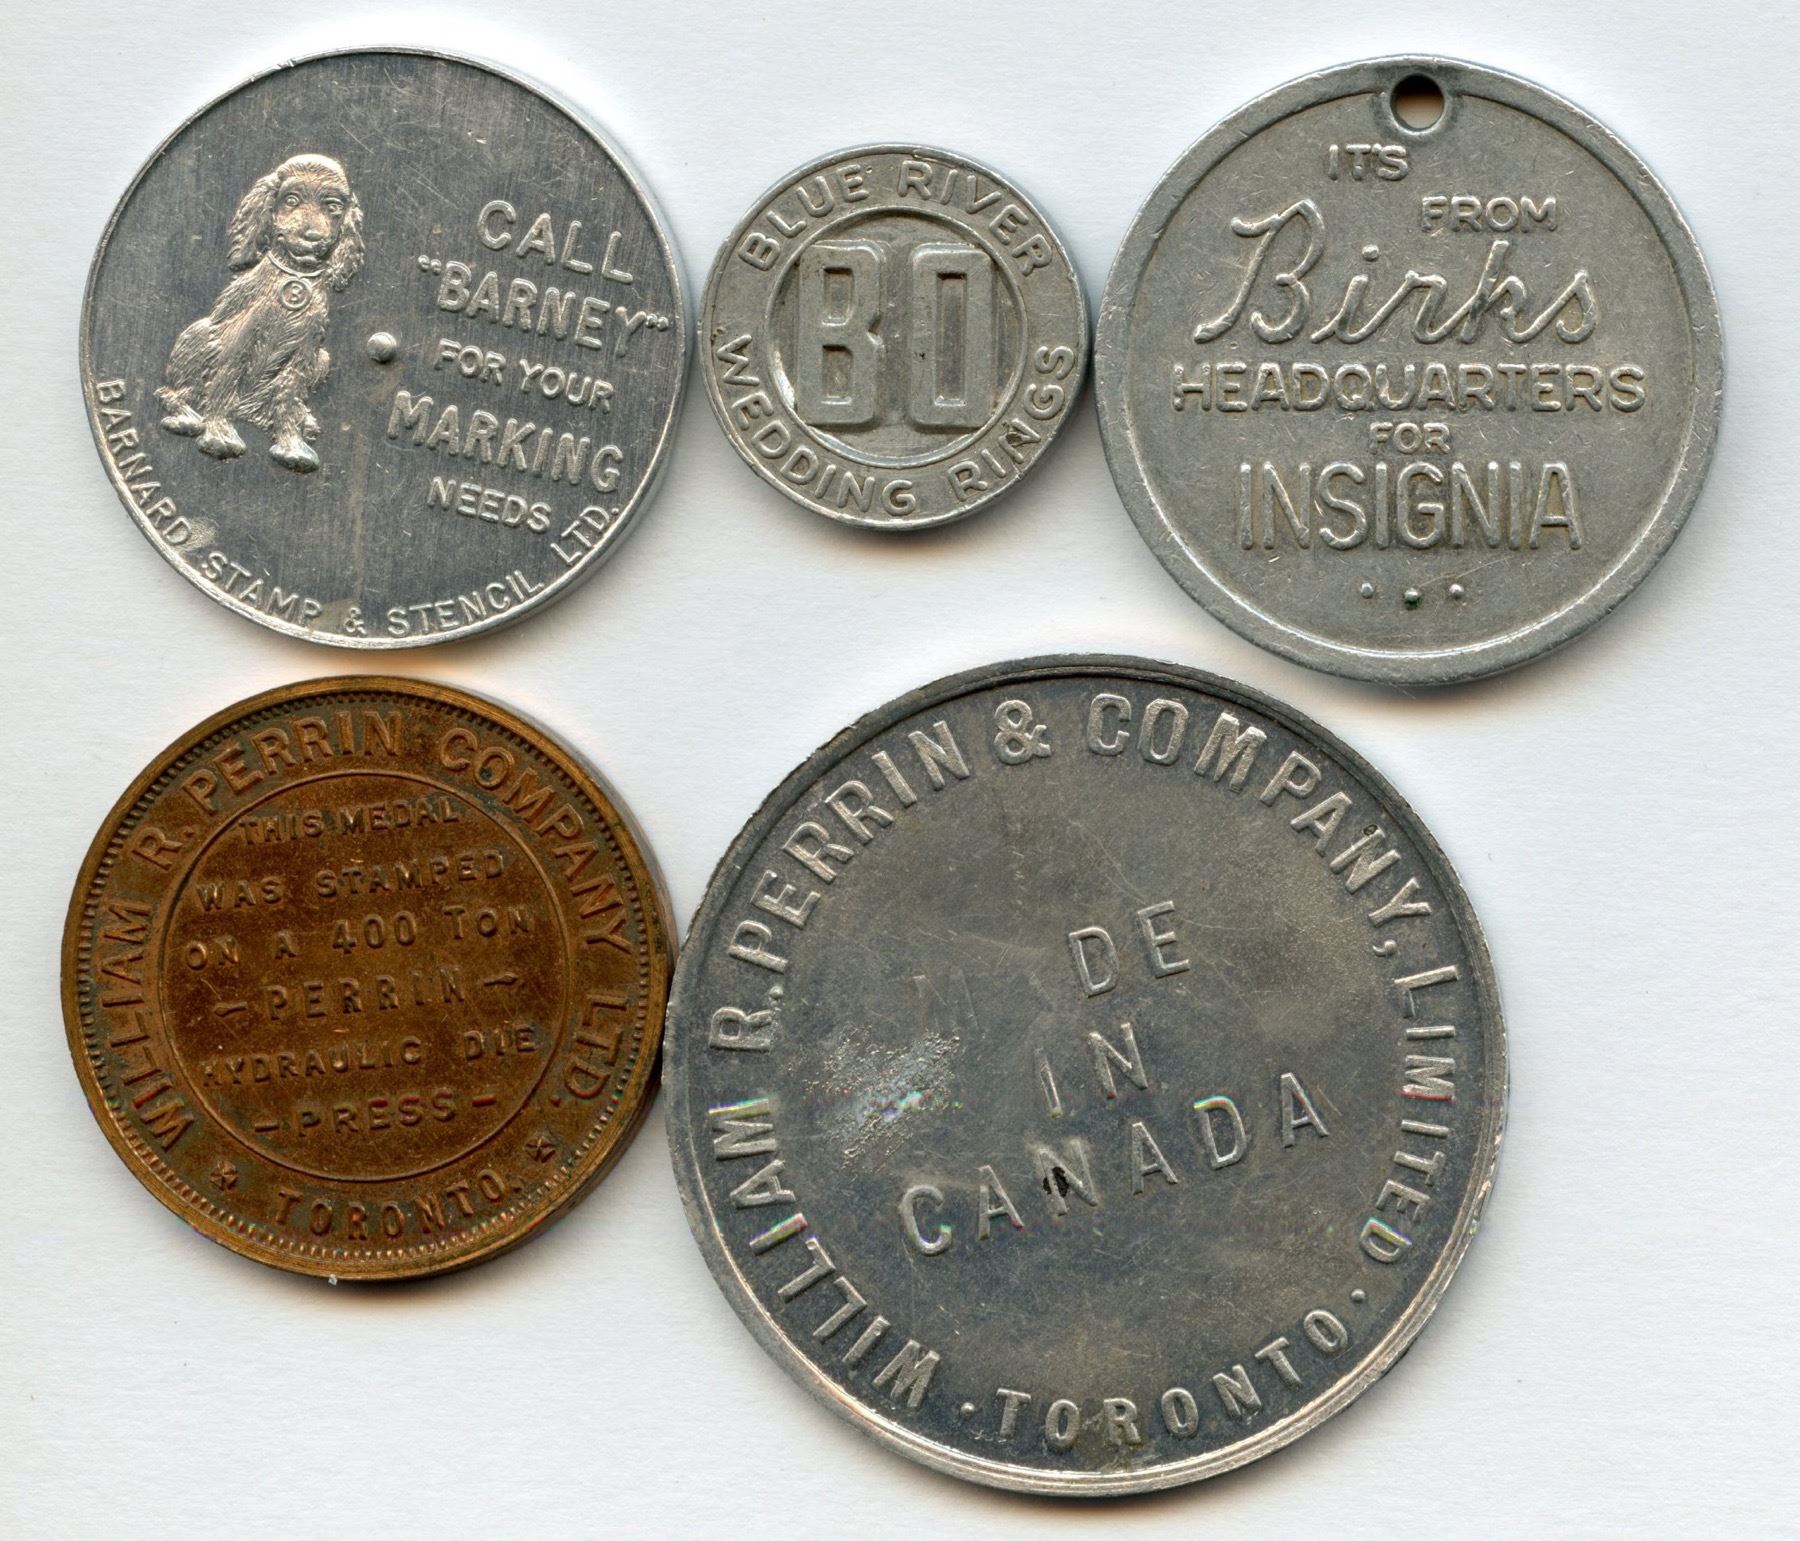 CALL
"BARNEY"
FOR YOUR
MARKING
NEEDS
BARNARD STAMP & STENCIL LTD.
B
BLUE RIVER
BO
WEDDING RINGS
IT'S
FROM
Birks
HEADQUARTERS
FOR
INSIGNIA
WILLIAM R. PERRIN COMPANY LTD.
THIS MEDAL
WAS STAMPED
ON A 400 TON
- PERRIN -
HYDRAULIC DIE
- PRESS -
TORONTO.
WILLIAM R. PERRIN & COMPANY, LIMITED
M DE
IN
CANADA
· TORONTO ·